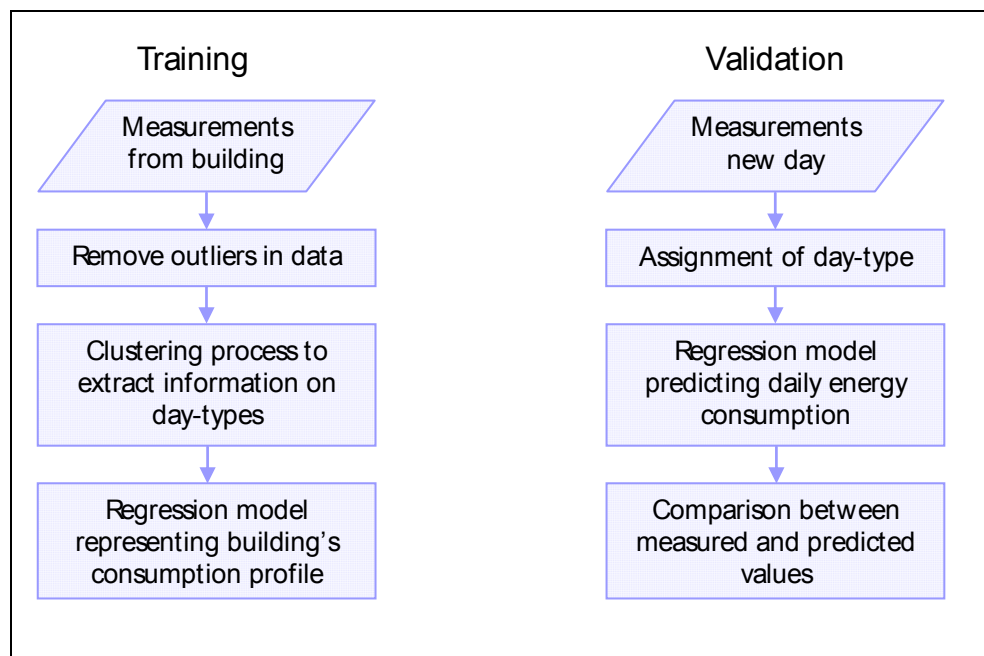 Training
Measurements
from building
Remove outliers in data
Clustering process to
extract information on
day-types
Regression model
representing building's
consumption profile
Validation
Measurements
new day
Assignment of day-type
Regression model
predicting daily energy
consumption
Comparison between
measured and predicted
values